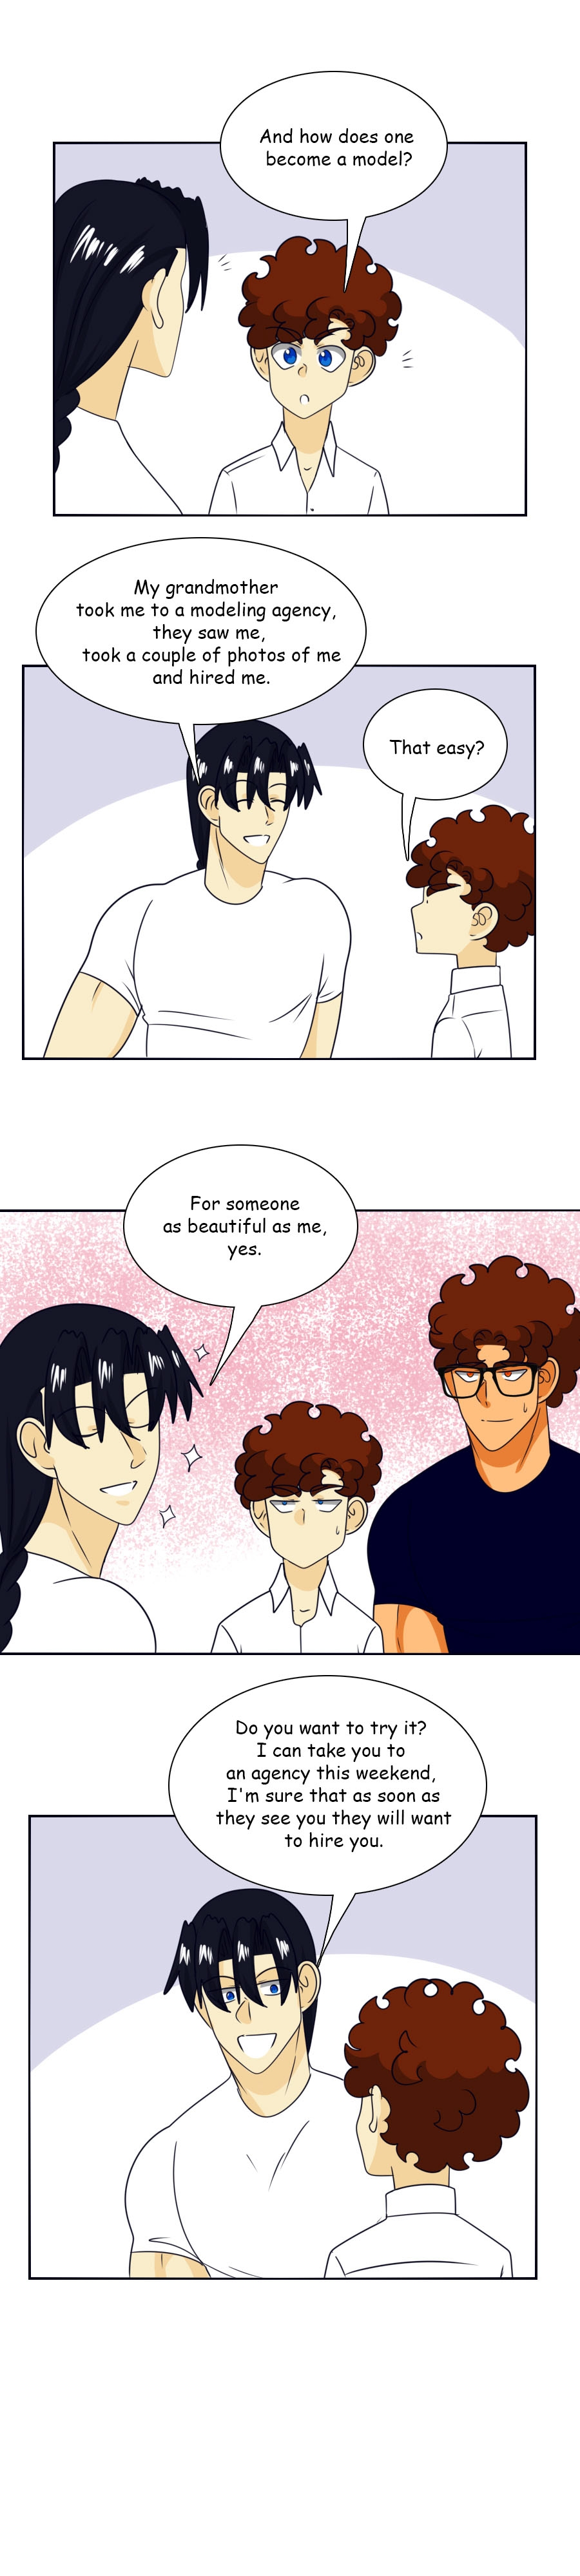 And how does one
become a model?
My grandmother
took me to a modeling agency,
they saw me,
took a couple of photos of me
and hired me.
That easy?
For someone
as beautiful as me,
yes.
Do you want to try it?
I can take you to
an agency this weekend,
I'm sure that as soon as
they see you they will want
to hire you.